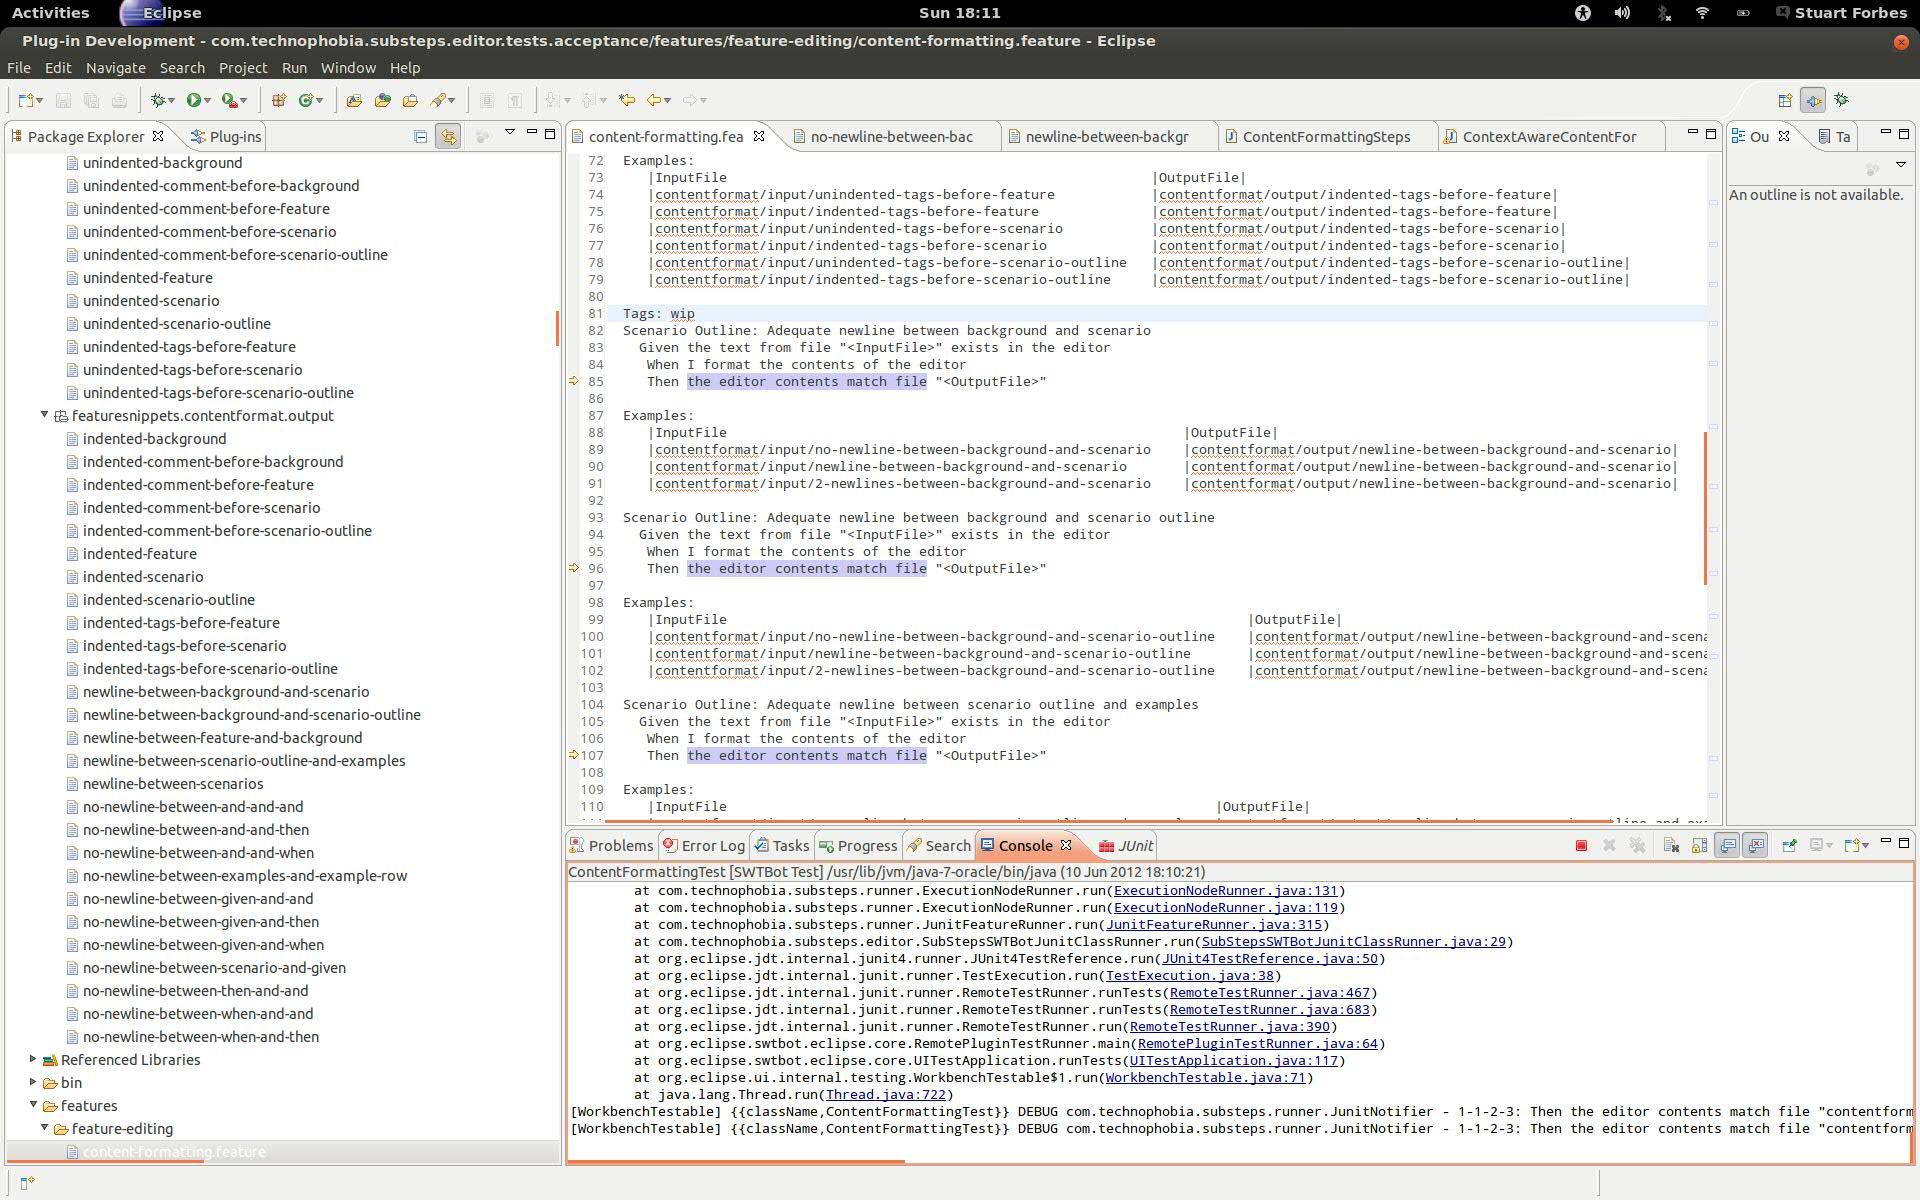 Activities Eclipse Sun 18:11 Stuart Forbes
Plug-in Development - com.technophobia.substeps.editor.tests.acceptance/features/feature-editing/content-formatting.feature - Eclipse
File Edit Navigate Search Project Run Window Help
Package Explorer Plug-ins
unindented-background
unindented-comment-before-background
unindented-comment-before-feature
unindented-comment-before-scenario
unindented-comment-before-scenario-outline
unindented-feature
unindented-scenario
unindented-scenario-outline
unindented-tags-before-feature
unindented-tags-before-scenario
unindented-tags-before-scenario-outline
featuresnippets.contentformat.output
indented-background
indented-comment-before-background
indented-comment-before-feature
indented-comment-before-scenario
indented-comment-before-scenario-outline
indented-feature
indented-scenario
indented-scenario-outline
indented-tags-before-feature
indented-tags-before-scenario
indented-tags-before-scenario-outline
newline-between-background-and-scenario
newline-between-background-and-scenario-outline
newline-between-feature-and-background
newline-between-scenario-outline-and-examples
newline-between-scenarios
no-newline-between-and-and-and
no-newline-between-and-and-then
no-newline-between-and-and-when
no-newline-between-examples-and-example-row
no-newline-between-given-and-and
no-newline-between-given-and-then
no-newline-between-given-and-when
no-newline-between-scenario-and-given
no-newline-between-then-and-and
no-newline-between-when-and-and
no-newline-between-when-and-then
Referenced Libraries
bin
features
feature-editing
content-formatting.feature
content-formatting.fea no-newline-between-bac newline-between-backgr ContentFormattingSteps ContextAwareContentFor
72 Examples:
73 |InputFile |OutputFile|
74 |contentformat/input/unindented-tags-before-feature |contentformat/output/indented-tags-before-feature|
75 |contentformat/input/indented-tags-before-feature |contentformat/output/indented-tags-before-feature|
76 |contentformat/input/unindented-tags-before-scenario |contentformat/output/indented-tags-before-scenario|
77 |contentformat/input/indented-tags-before-scenario |contentformat/output/indented-tags-before-scenario|
78 |contentformat/input/unindented-tags-before-scenario-outline |contentformat/output/indented-tags-before-scenario-outline|
79 |contentformat/input/indented-tags-before-scenario-outline |contentformat/output/indented-tags-before-scenario-outline|
80
81 Tags: wip
82 Scenario Outline: Adequate newline between background and scenario
83 Given the text from file "<InputFile>" exists in the editor
84 When I format the contents of the editor
85 Then the editor contents match file "<OutputFile>"
86
87 Examples:
88 |InputFile |OutputFile|
89 |contentformat/input/no-newline-between-background-and-scenario |contentformat/output/newline-between-background-and-scenario|
90 |contentformat/input/newline-between-background-and-scenario |contentformat/output/newline-between-background-and-scenario|
91 |contentformat/input/2-newlines-between-background-and-scenario |contentformat/output/newline-between-background-and-scenario|
92
93 Scenario Outline: Adequate newline between background and scenario outline
94 Given the text from file "<InputFile>" exists in the editor
95 When I format the contents of the editor
96 Then the editor contents match file "<OutputFile>"
97
98 Examples:
99 |InputFile |OutputFile|
100 |contentformat/input/no-newline-between-background-and-scenario-outline |contentformat/output/newline-between-background-and-scena
101 |contentformat/input/newline-between-background-and-scenario-outline |contentformat/output/newline-between-background-and-scena
102 |contentformat/input/2-newlines-between-background-and-scenario-outline |contentformat/output/newline-between-background-and-scena
103
104 Scenario Outline: Adequate newline between scenario outline and examples
105 Given the text from file "<InputFile>" exists in the editor
106 When I format the contents of the editor
107 Then the editor contents match file "<OutputFile>"
108
109 Examples:
110 |InputFile |OutputFile|
Ou Ta
An outline is not available.
Problems Error Log Tasks Progress Search Console JUnit
ContentFormattingTest [SWTBot Test] /usr/lib/jvm/java-7-oracle/bin/java (10 Jun 2012 18:10:21)
at com.technophobia.substeps.runner.ExecutionNodeRunner.run(ExecutionNodeRunner.java:131)
at com.technophobia.substeps.runner.ExecutionNodeRunner.run(ExecutionNodeRunner.java:119)
at com.technophobia.substeps.runner.JunitFeatureRunner.run(JunitFeatureRunner.java:315)
at com.technophobia.substeps.editor.SubStepsSWTBotJunitClassRunner.run(SubStepsSWTBotJunitClassRunner.java:29)
at org.eclipse.jdt.internal.junit4.runner.JUnit4TestReference.run(JUnit4TestReference.java:50)
at org.eclipse.jdt.internal.junit.runner.TestExecution.run(TestExecution.java:38)
at org.eclipse.jdt.internal.junit.runner.RemoteTestRunner.runTests(RemoteTestRunner.java:467)
at org.eclipse.jdt.internal.junit.runner.RemoteTestRunner.runTests(RemoteTestRunner.java:683)
at org.eclipse.jdt.internal.junit.runner.RemoteTestRunner.run(RemoteTestRunner.java:390)
at org.eclipse.swtbot.eclipse.core.RemotePluginTestRunner.main(RemotePluginTestRunner.java:64)
at org.eclipse.swtbot.eclipse.core.UITestApplication.runTests(UITestApplication.java:117)
at org.eclipse.ui.internal.testing.WorkbenchTestable$1.run(WorkbenchTestable.java:71)
at java.lang.Thread.run(Thread.java:722)
[WorkbenchTestable] {{className,ContentFormattingTest}} DEBUG com.technophobia.substeps.runner.JunitNotifier - 1-1-2-3: Then the editor contents match file "contentform
[WorkbenchTestable] {{className,ContentFormattingTest}} DEBUG com.technophobia.substeps.runner.JunitNotifier - 1-1-2-3: Then the editor contents match file "contentform